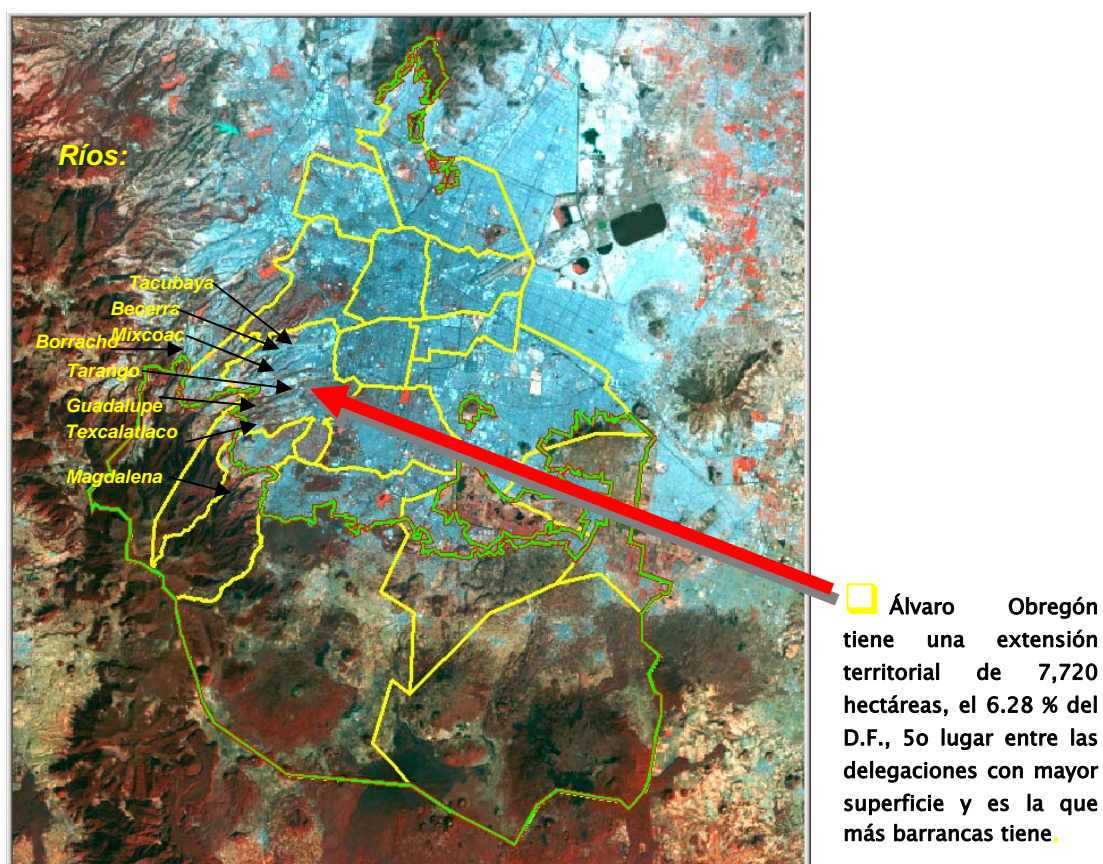 Ríos:
Tacubaya
Becerra
Mixcoac
Borracho
Tarango
Guadalupe
Texcalatlaco
Magdalena
Álvaro Obregón
tiene una extensión
territorial de 7,720
hectáreas, el 6.28 % del
D.F., 5o lugar entre las
delegaciones con mayor
superficie y es la que
más barrancas tiene.